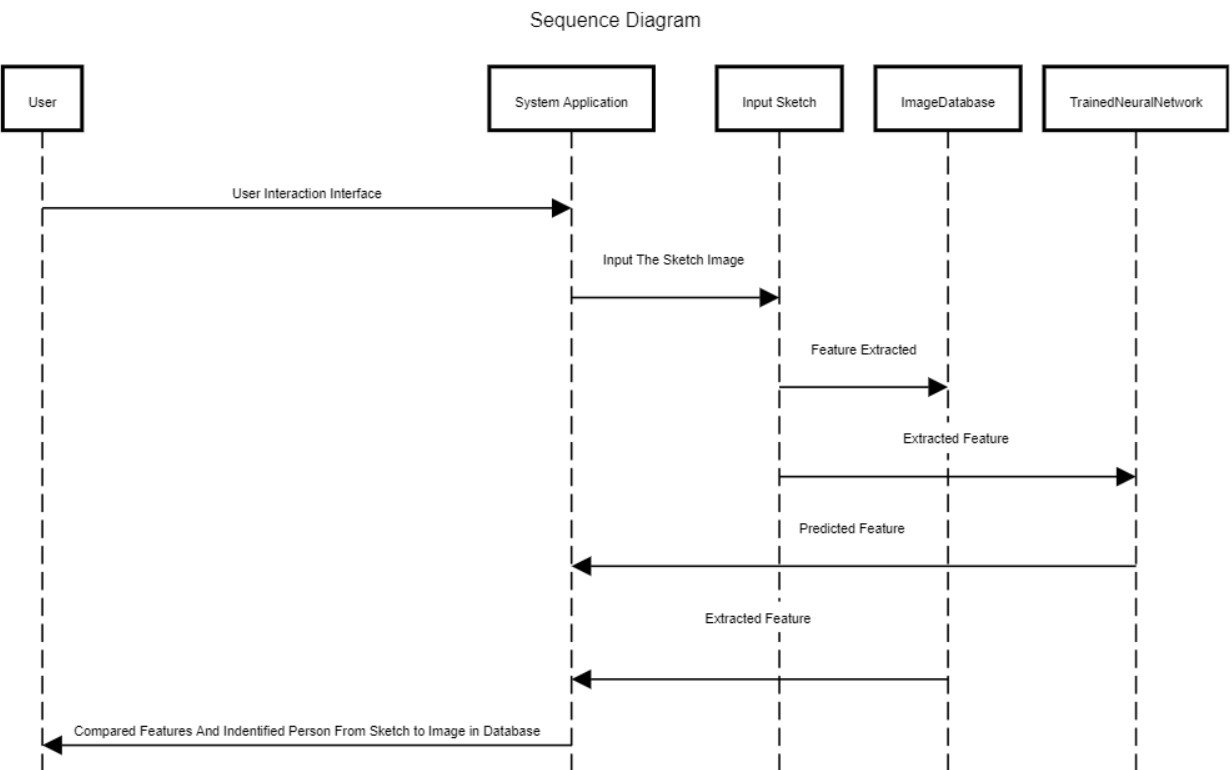 Sequence Diagram
User
System Application
Input Sketch
ImageDatabase
TrainedNeuralNetwork
User Interaction Interface
Input The Sketch Image
Feature Extracted
Extracted Feature
Predicted Feature
Extracted Feature
Compared Features And Indentified Person From Sketch to Image in Database